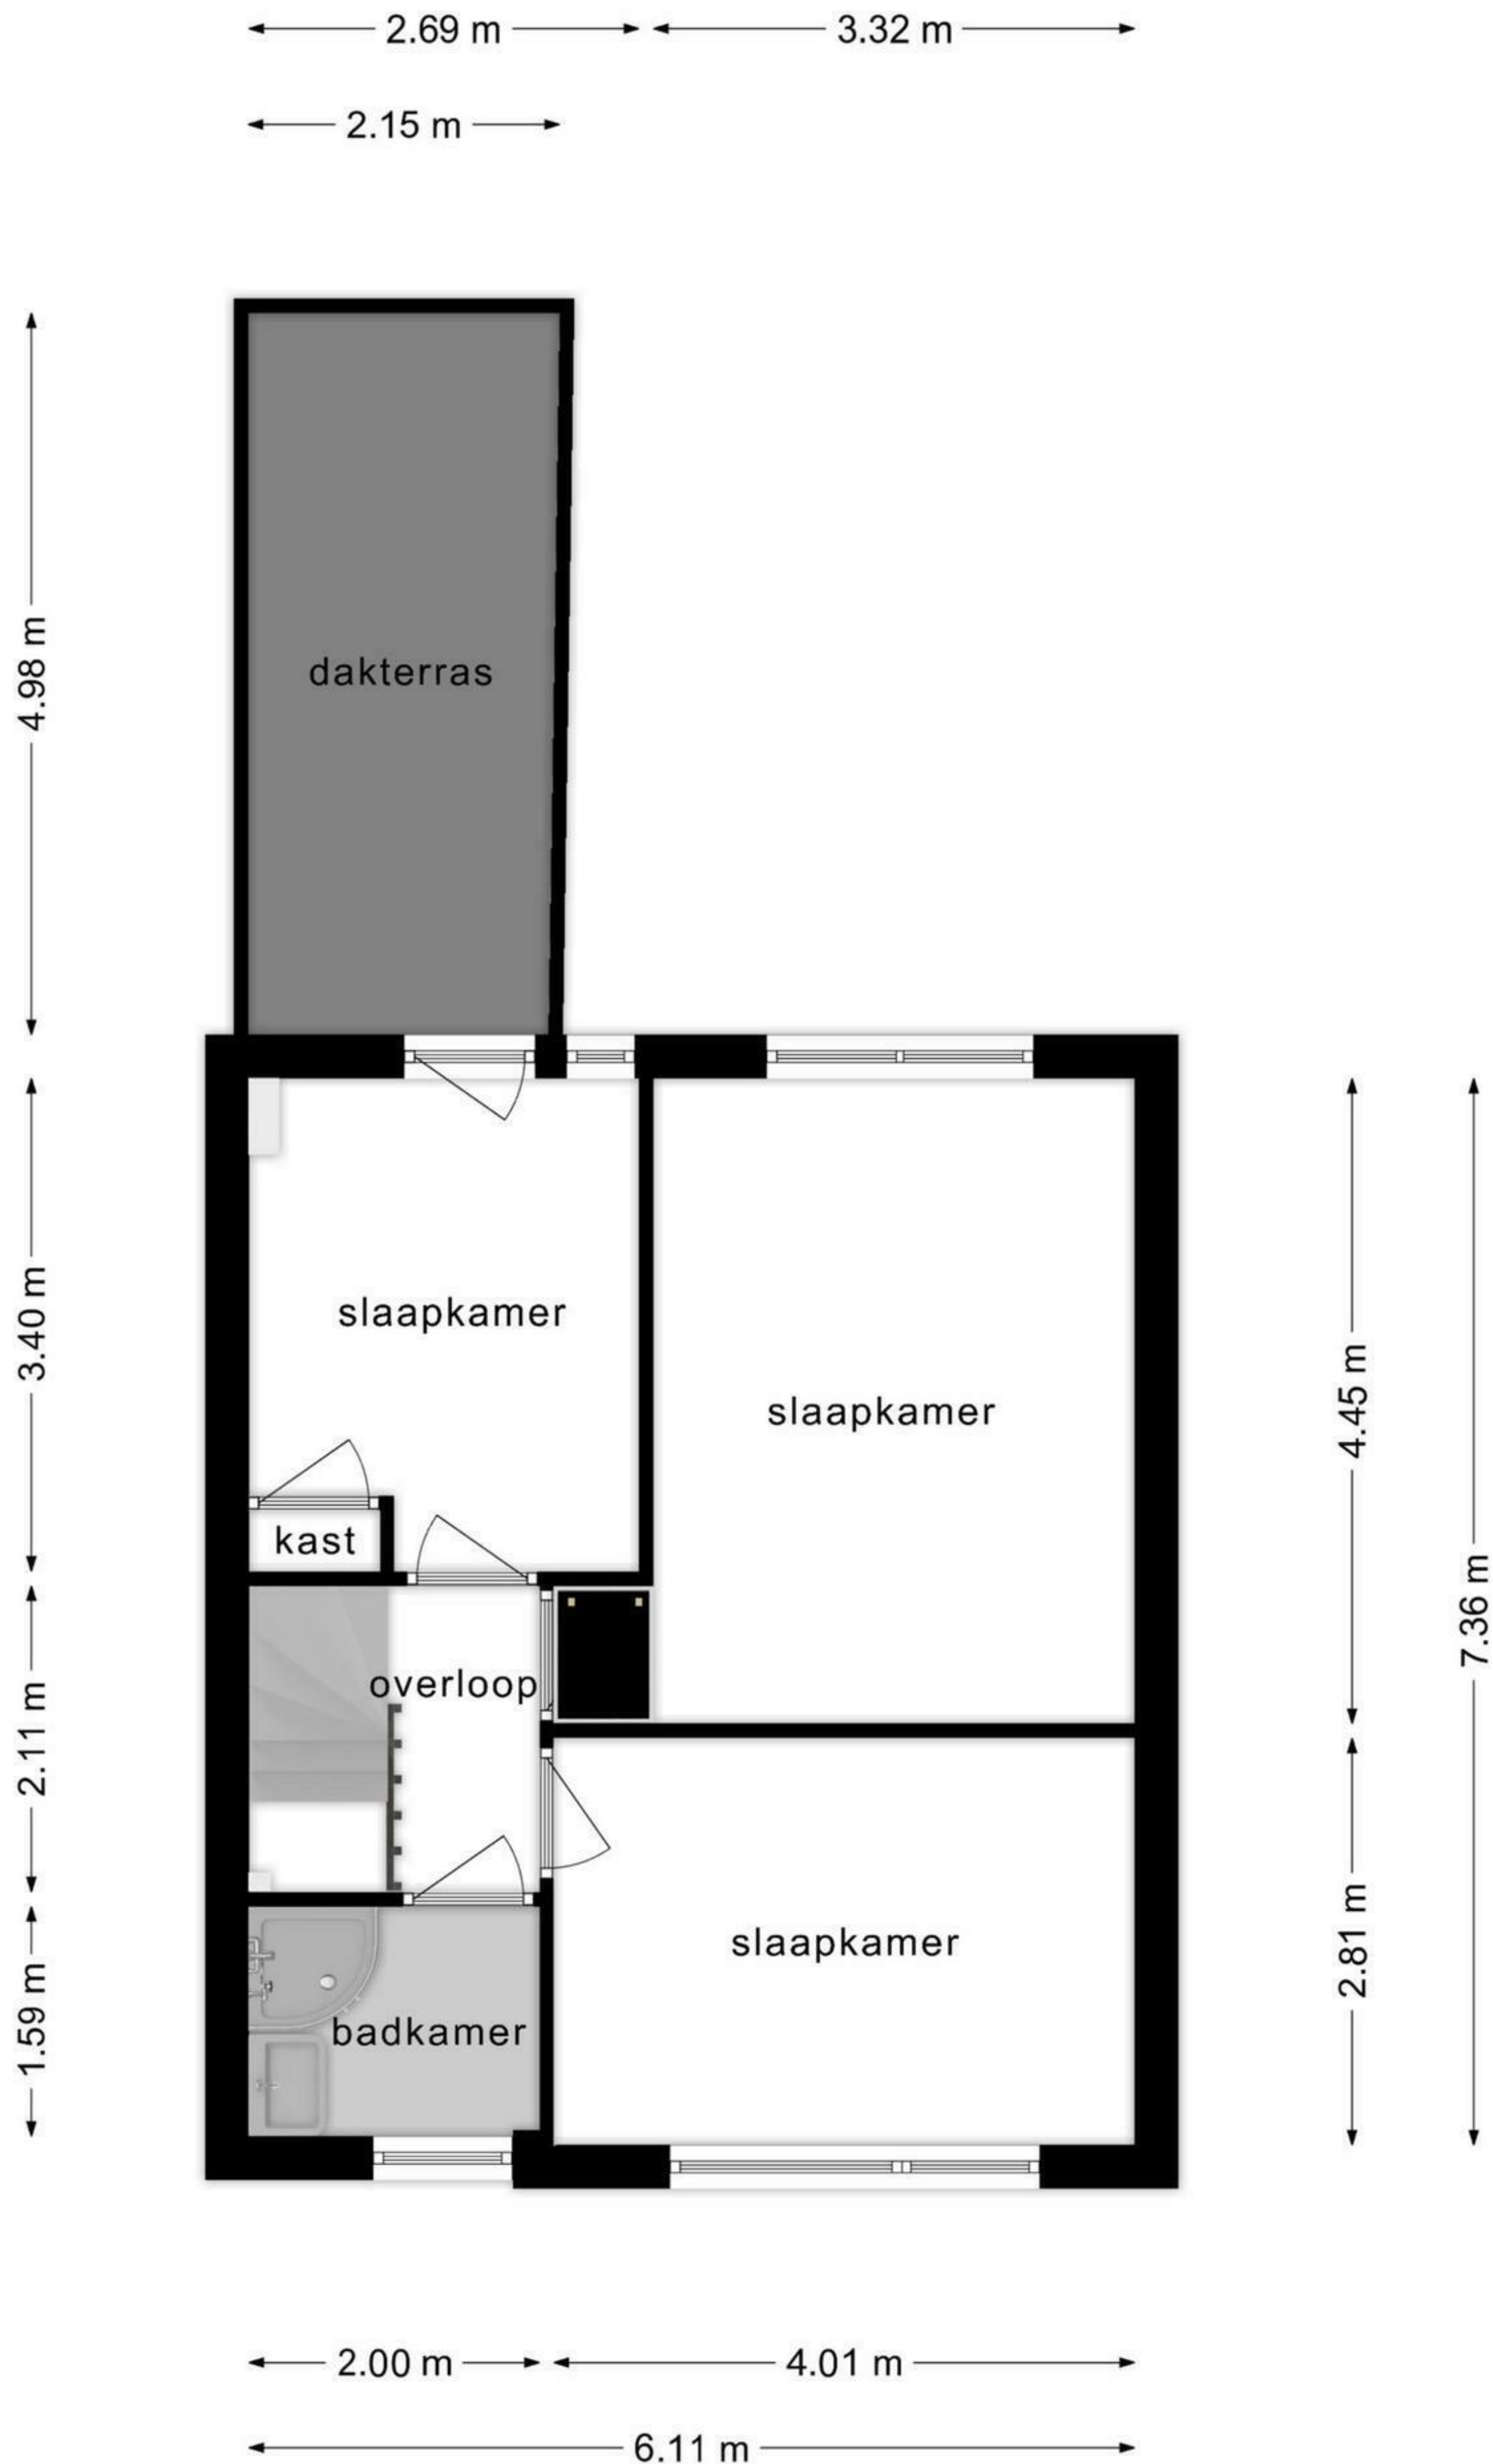 2.69 m
3.32 m
2.15 m
4.98 m
dakterras
3.40 m
slaapkamer
slaapkamer
4.45 m
kast
7.36 m
overloop
2.11 m
slaapkamer
2.81 m
1.59 m
badkamer
2.00 m
4.01 m
6.11 m